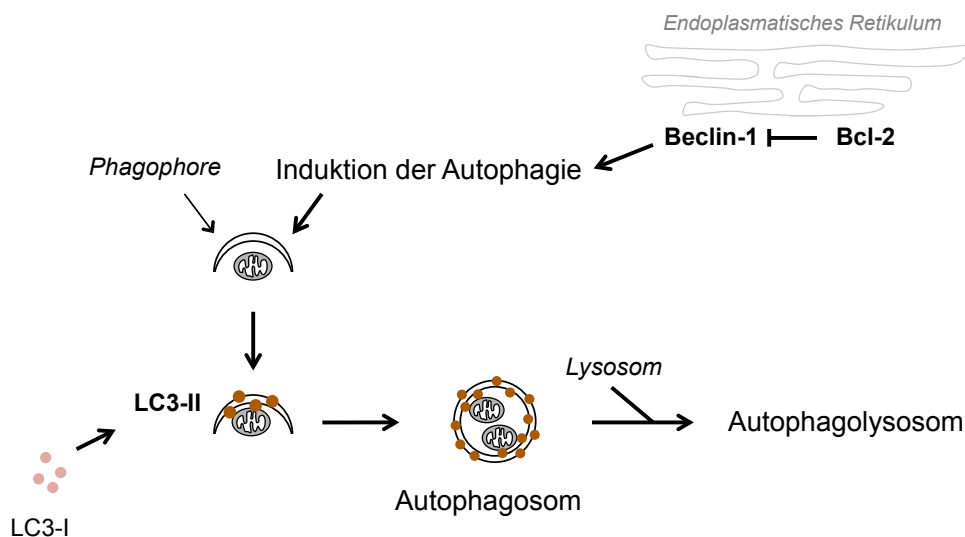 Endoplasmatisches Retikulum
Beclin-1 Bcl-2
Phagophore
Induktion der Autophagie
Lysosom
LC3-II
Autophagolysosom
Autophagosom
LC3-I